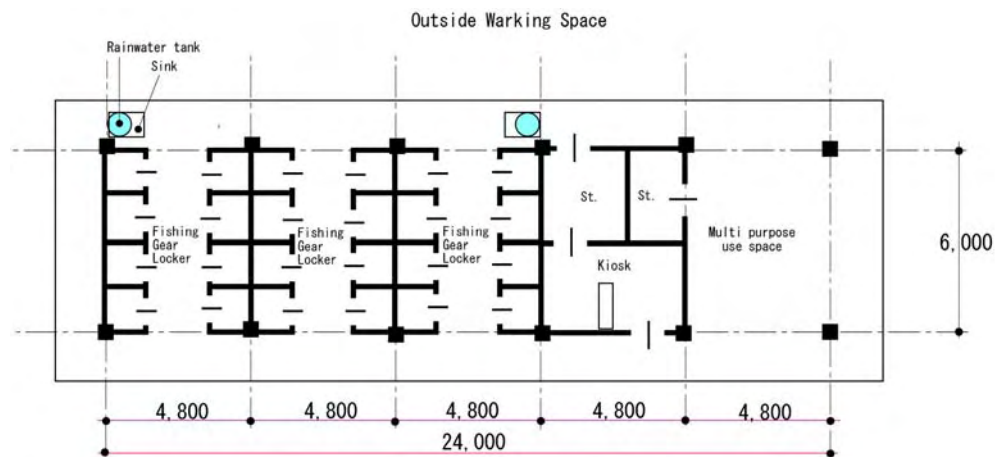 Outside Warking Space
Rainwater tank
Sink
St.
St.
Fishing
Gear
Locker
Fishing
Gear
Locker
Fishing
Gear
Locker
Multi purpose
use space
Kiosk
6,000
4,800
4,800
4,800
4,800
4,800
24,000